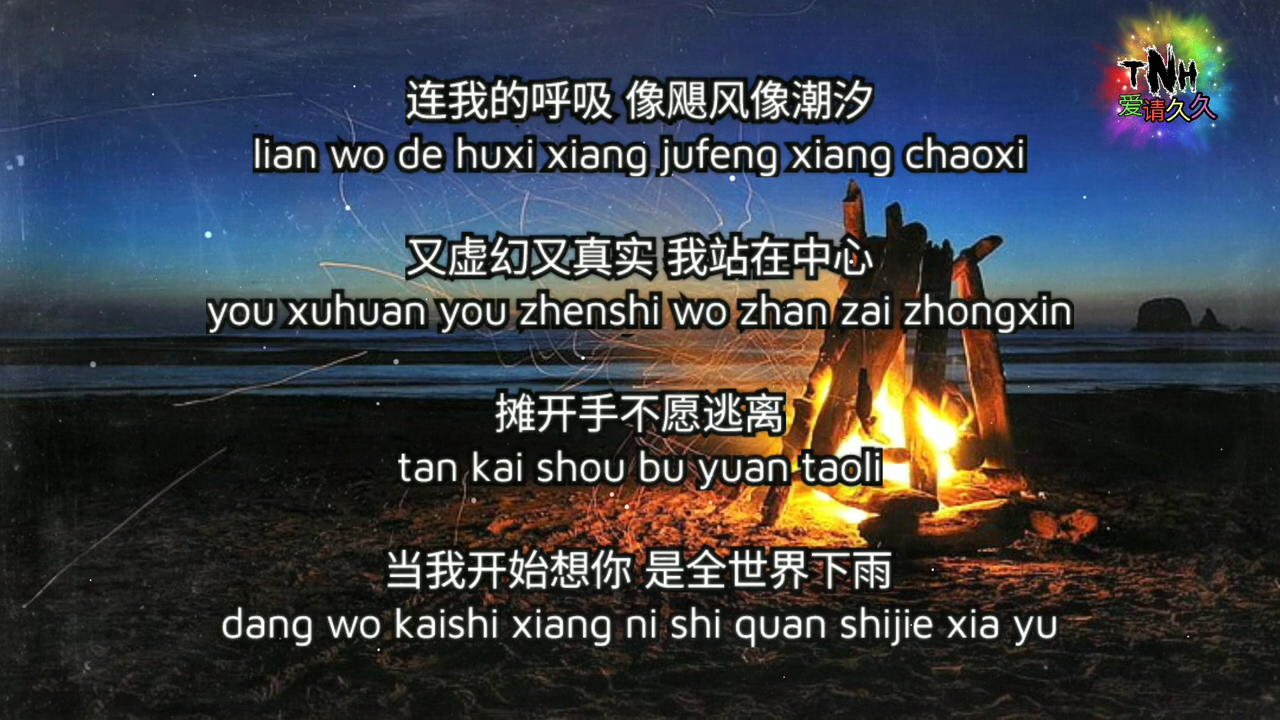 TNH
爱请久久
连我的呼吸 像飓风像潮汐
lian wo de huxi xiang jufeng xiang chaoxi
又虚幻又真实 我站在中心
you xuhuan you zhenshi wo zhan zai zhongxin
摊开手不愿逃离
tan kai shou bu yuan taoli
当我开始想你 是全世界下雨
dang wo kaishi xiang ni shi quan shijie xia yu